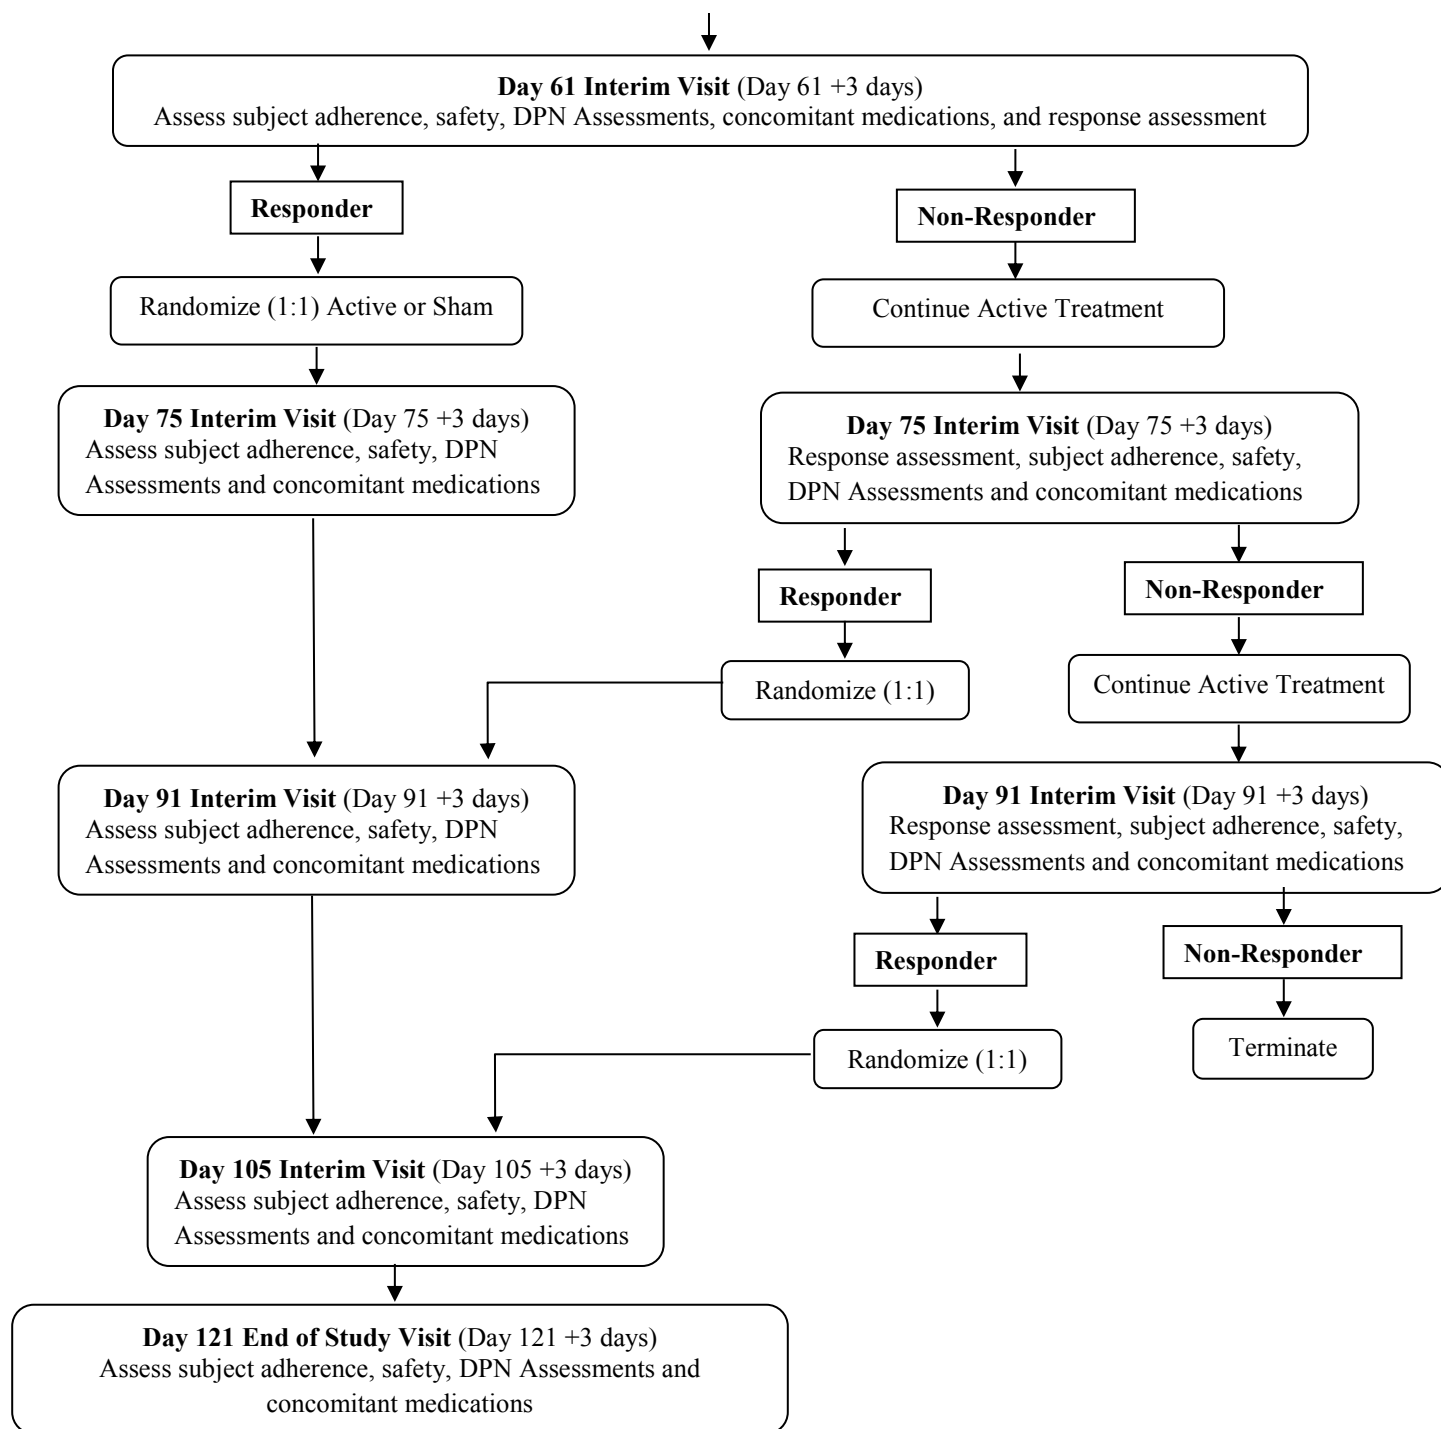 Day 61 Interim Visit (Day 61 +3 days)
Assess subject adherence, safety, DPN Assessments, concomitant medications, and response assessment
Responder
Non-Responder
Randomize (1:1) Active or Sham
Continue Active Treatment
Day 75 Interim Visit (Day 75 +3 days)
Assess subject adherence, safety, DPN
Assessments and concomitant medications
Day 75 Interim Visit (Day 75 +3 days)
Response assessment, subject adherence, safety,
DPN Assessments and concomitant medications
Responder
Non-Responder
Randomize (1:1)
Continue Active Treatment
Day 91 Interim Visit (Day 91 +3 days)
Assess subject adherence, safety, DPN
Assessments and concomitant medications
Day 91 Interim Visit (Day 91 +3 days)
Response assessment, subject adherence, safety,
DPN Assessments and concomitant medications
Responder
Non-Responder
Randomize (1:1)
Terminate
Day 105 Interim Visit (Day 105 +3 days)
Assess subject adherence, safety, DPN
Assessments and concomitant medications
Day 121 End of Study Visit (Day 121 +3 days)
Assess subject adherence, safety, DPN Assessments and
concomitant medications